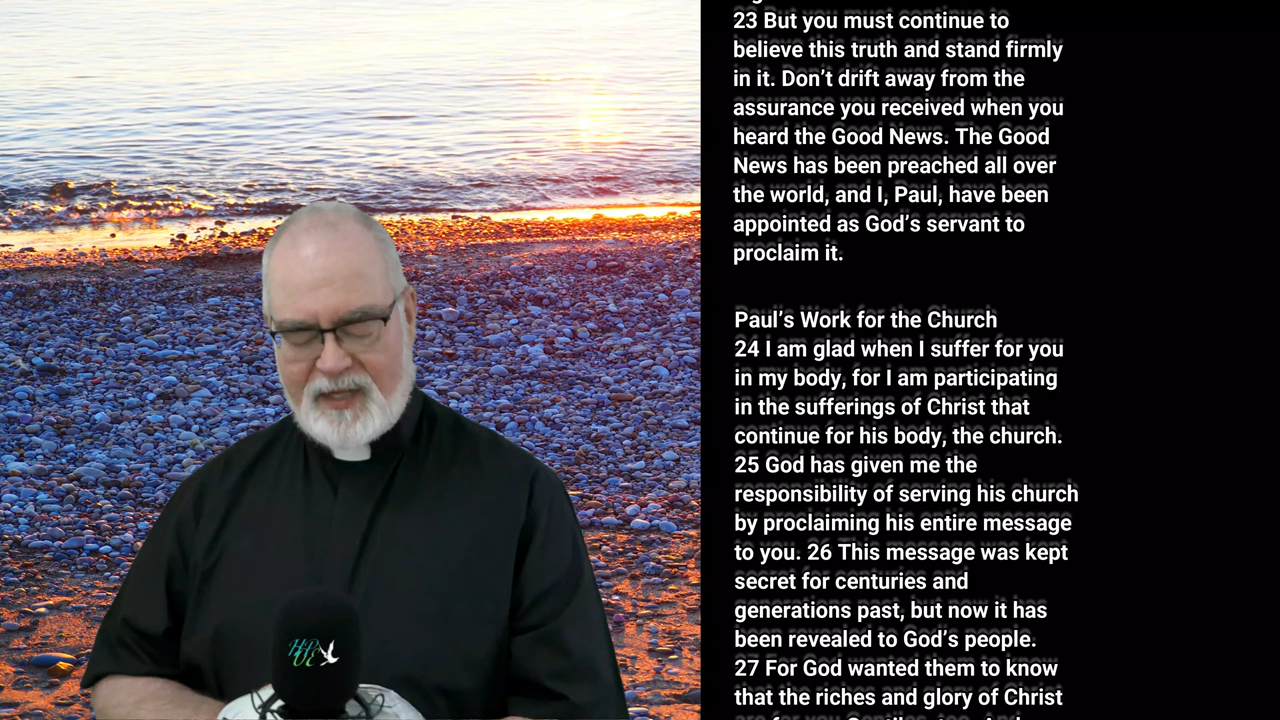 23 But you must continue to
believe this truth and stand firmly
in it. Don’t drift away from the
assurance you received when you
heard the Good News. The Good
News has been preached all over
the world, and I, Paul, have been
appointed as God’s servant to
proclaim it.
Paul’s Work for the Church
24 I am glad when I suffer for you
in my body, for I am participating
in the sufferings of Christ that
continue for his body, the church.
25 God has given me the
responsibility of serving his church
by proclaiming his entire message
to you. 26 This message was kept
secret for centuries and
generations past, but now it has
been revealed to God’s people.
27 For God wanted them to know
that the riches and glory of Christ